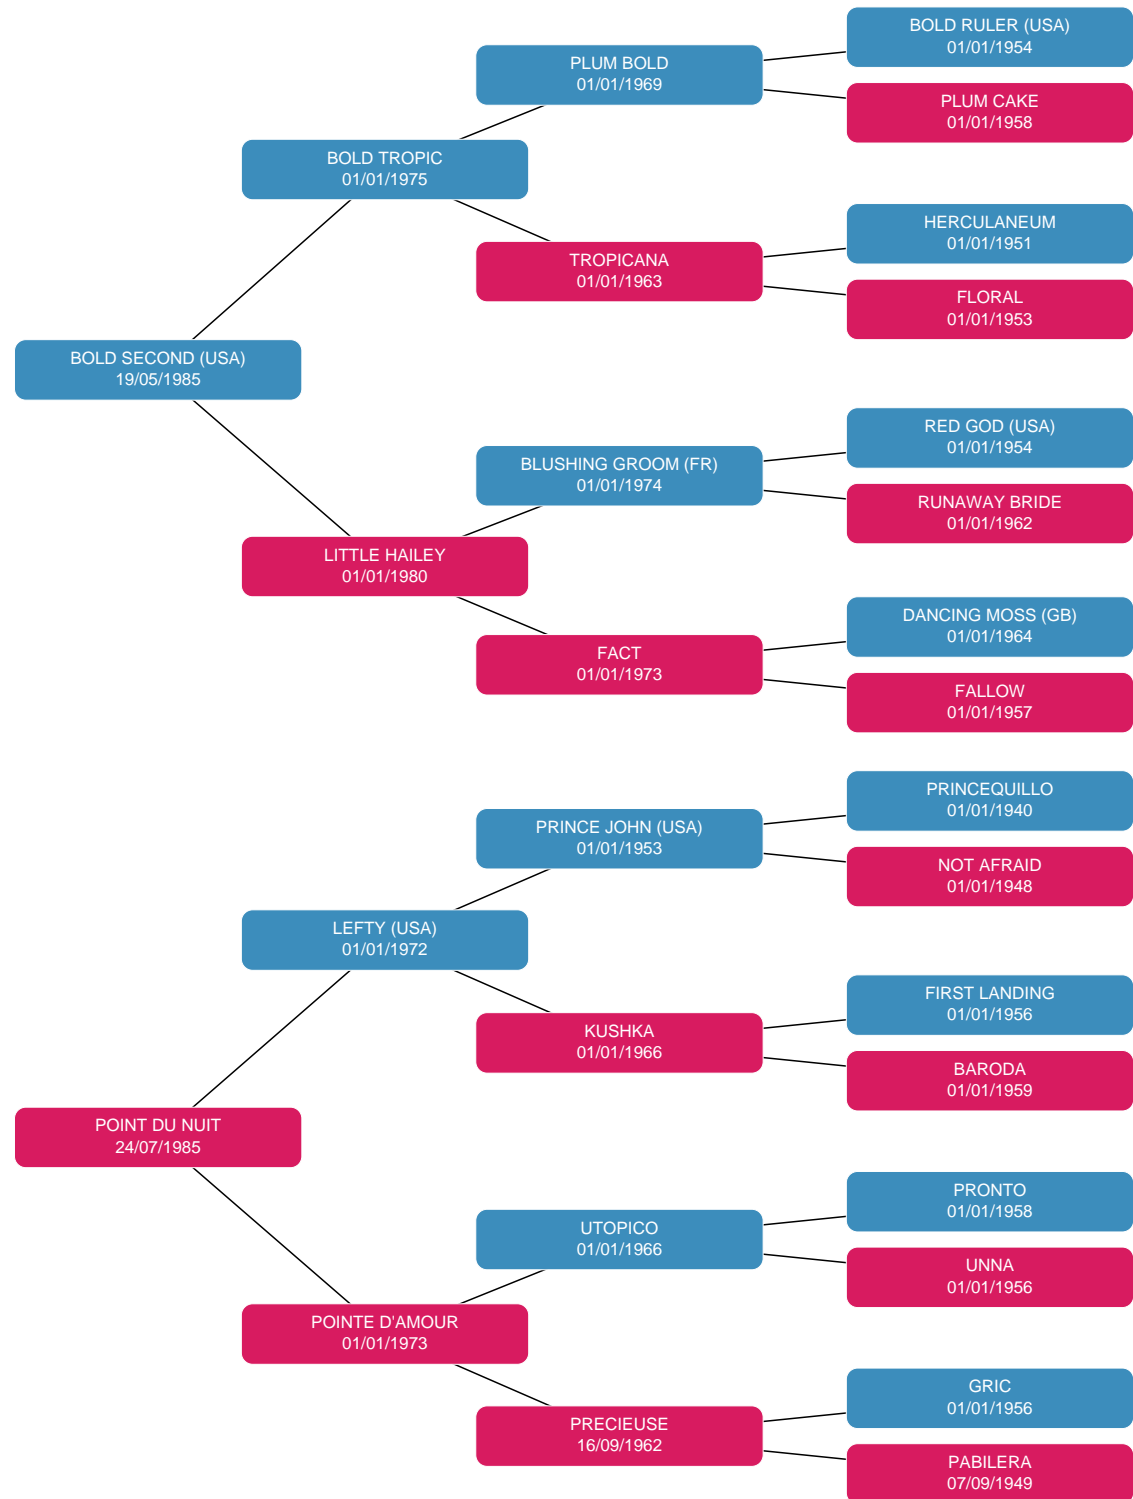 BOLD RULER (USA)
01/01/1954
PLUM BOLD
01/01/1969
PLUM CAKE
01/01/1958
BOLD TROPIC
01/01/1975
HERCULANEUM
01/01/1951
TROPICANA
01/01/1963
FLORAL
01/01/1953
BOLD SECOND (USA)
19/05/1985
RED GOD (USA)
01/01/1954
BLUSHING GROOM (FR)
01/01/1974
RUNAWAY BRIDE
01/01/1962
LITTLE HAILEY
01/01/1980
DANCING MOSS (GB)
01/01/1964
FACT
01/01/1973
FALLOW
01/01/1957
PRINCEQUILLO
01/01/1940
PRINCE JOHN (USA)
01/01/1953
NOT AFRAID
01/01/1948
LEFTY (USA)
01/01/1972
FIRST LANDING
01/01/1956
KUSHKA
01/01/1966
BARODA
01/01/1959
POINT DU NUIT
24/07/1985
PRONTO
01/01/1958
UTOPICO
01/01/1966
UNNA
01/01/1956
POINTE D'AMOUR
01/01/1973
GRIC
01/01/1956
PRECIEUSE
16/09/1962
PABILERA
07/09/1949